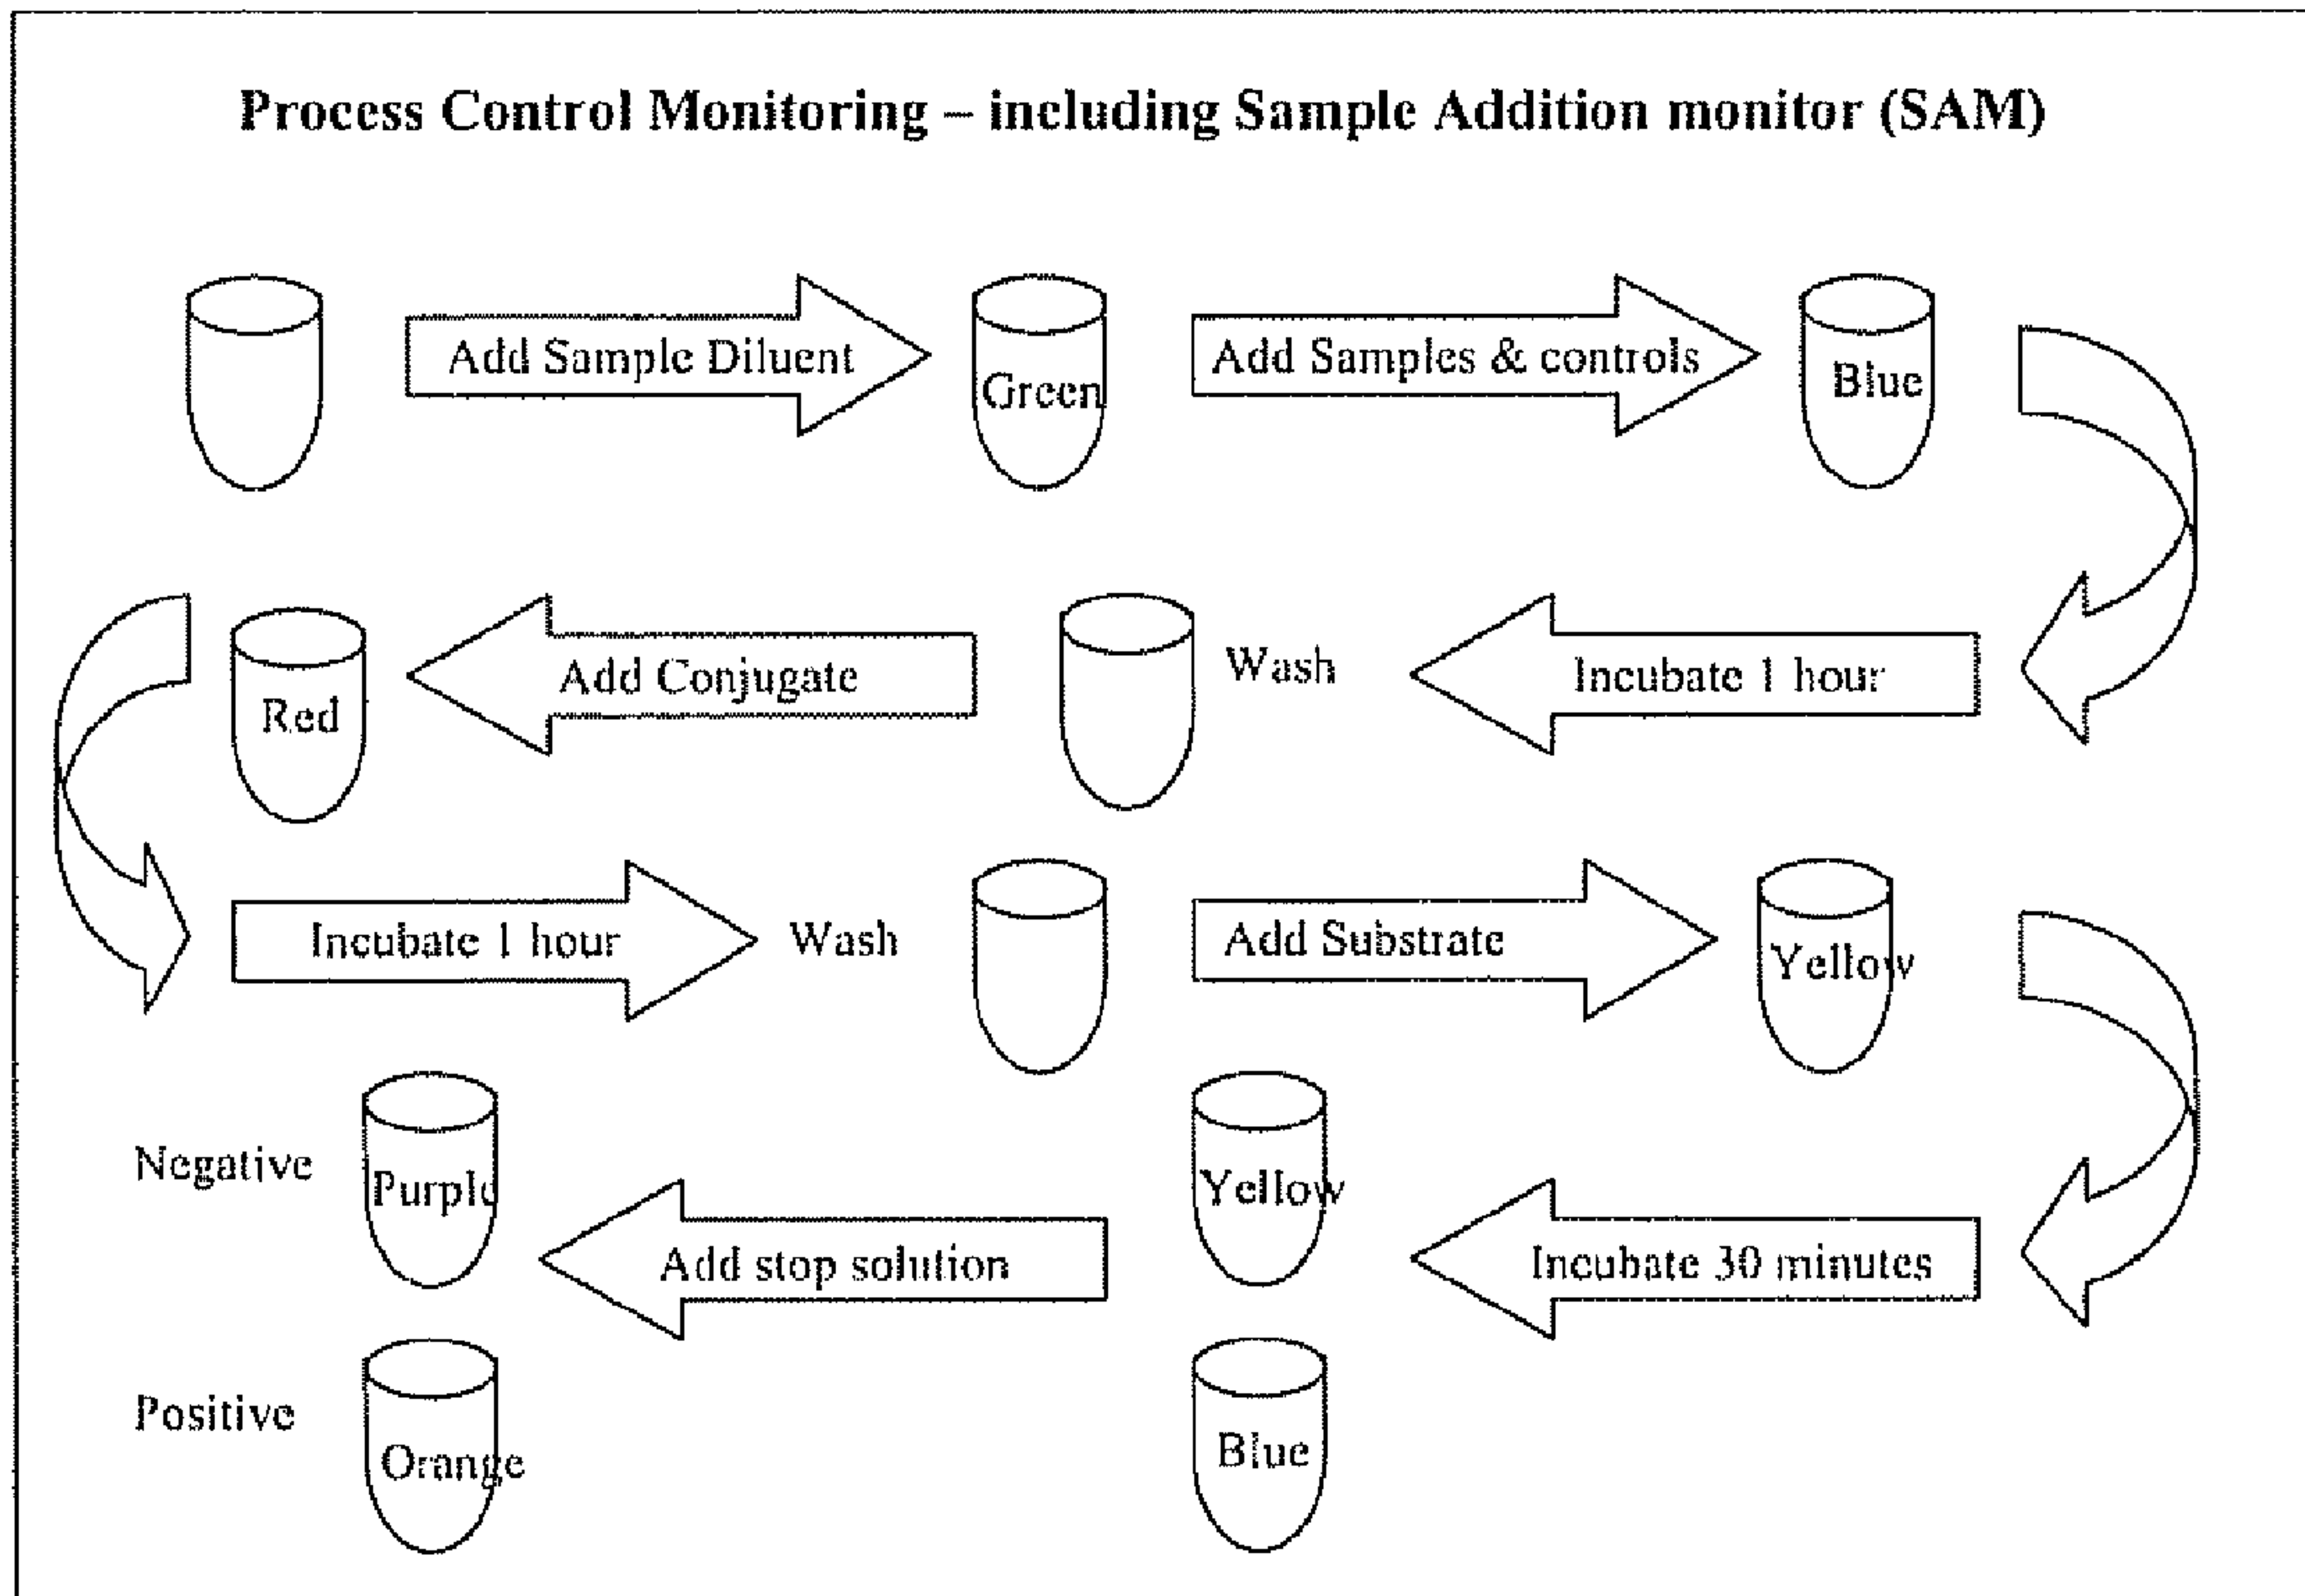 Process Control Monitoring – including Sample Addition monitor (SAM)
Add Sample Diluent
Green
Add Samples & controls
Blue
Incubate 1 hour
Wash
Add Conjugate
Red
Incubate 1 hour
Wash
Add Substrate
Yellow
Incubate 30 minutes
Yellow
Blue
Add stop solution
Negative
Purple
Positive
Orange